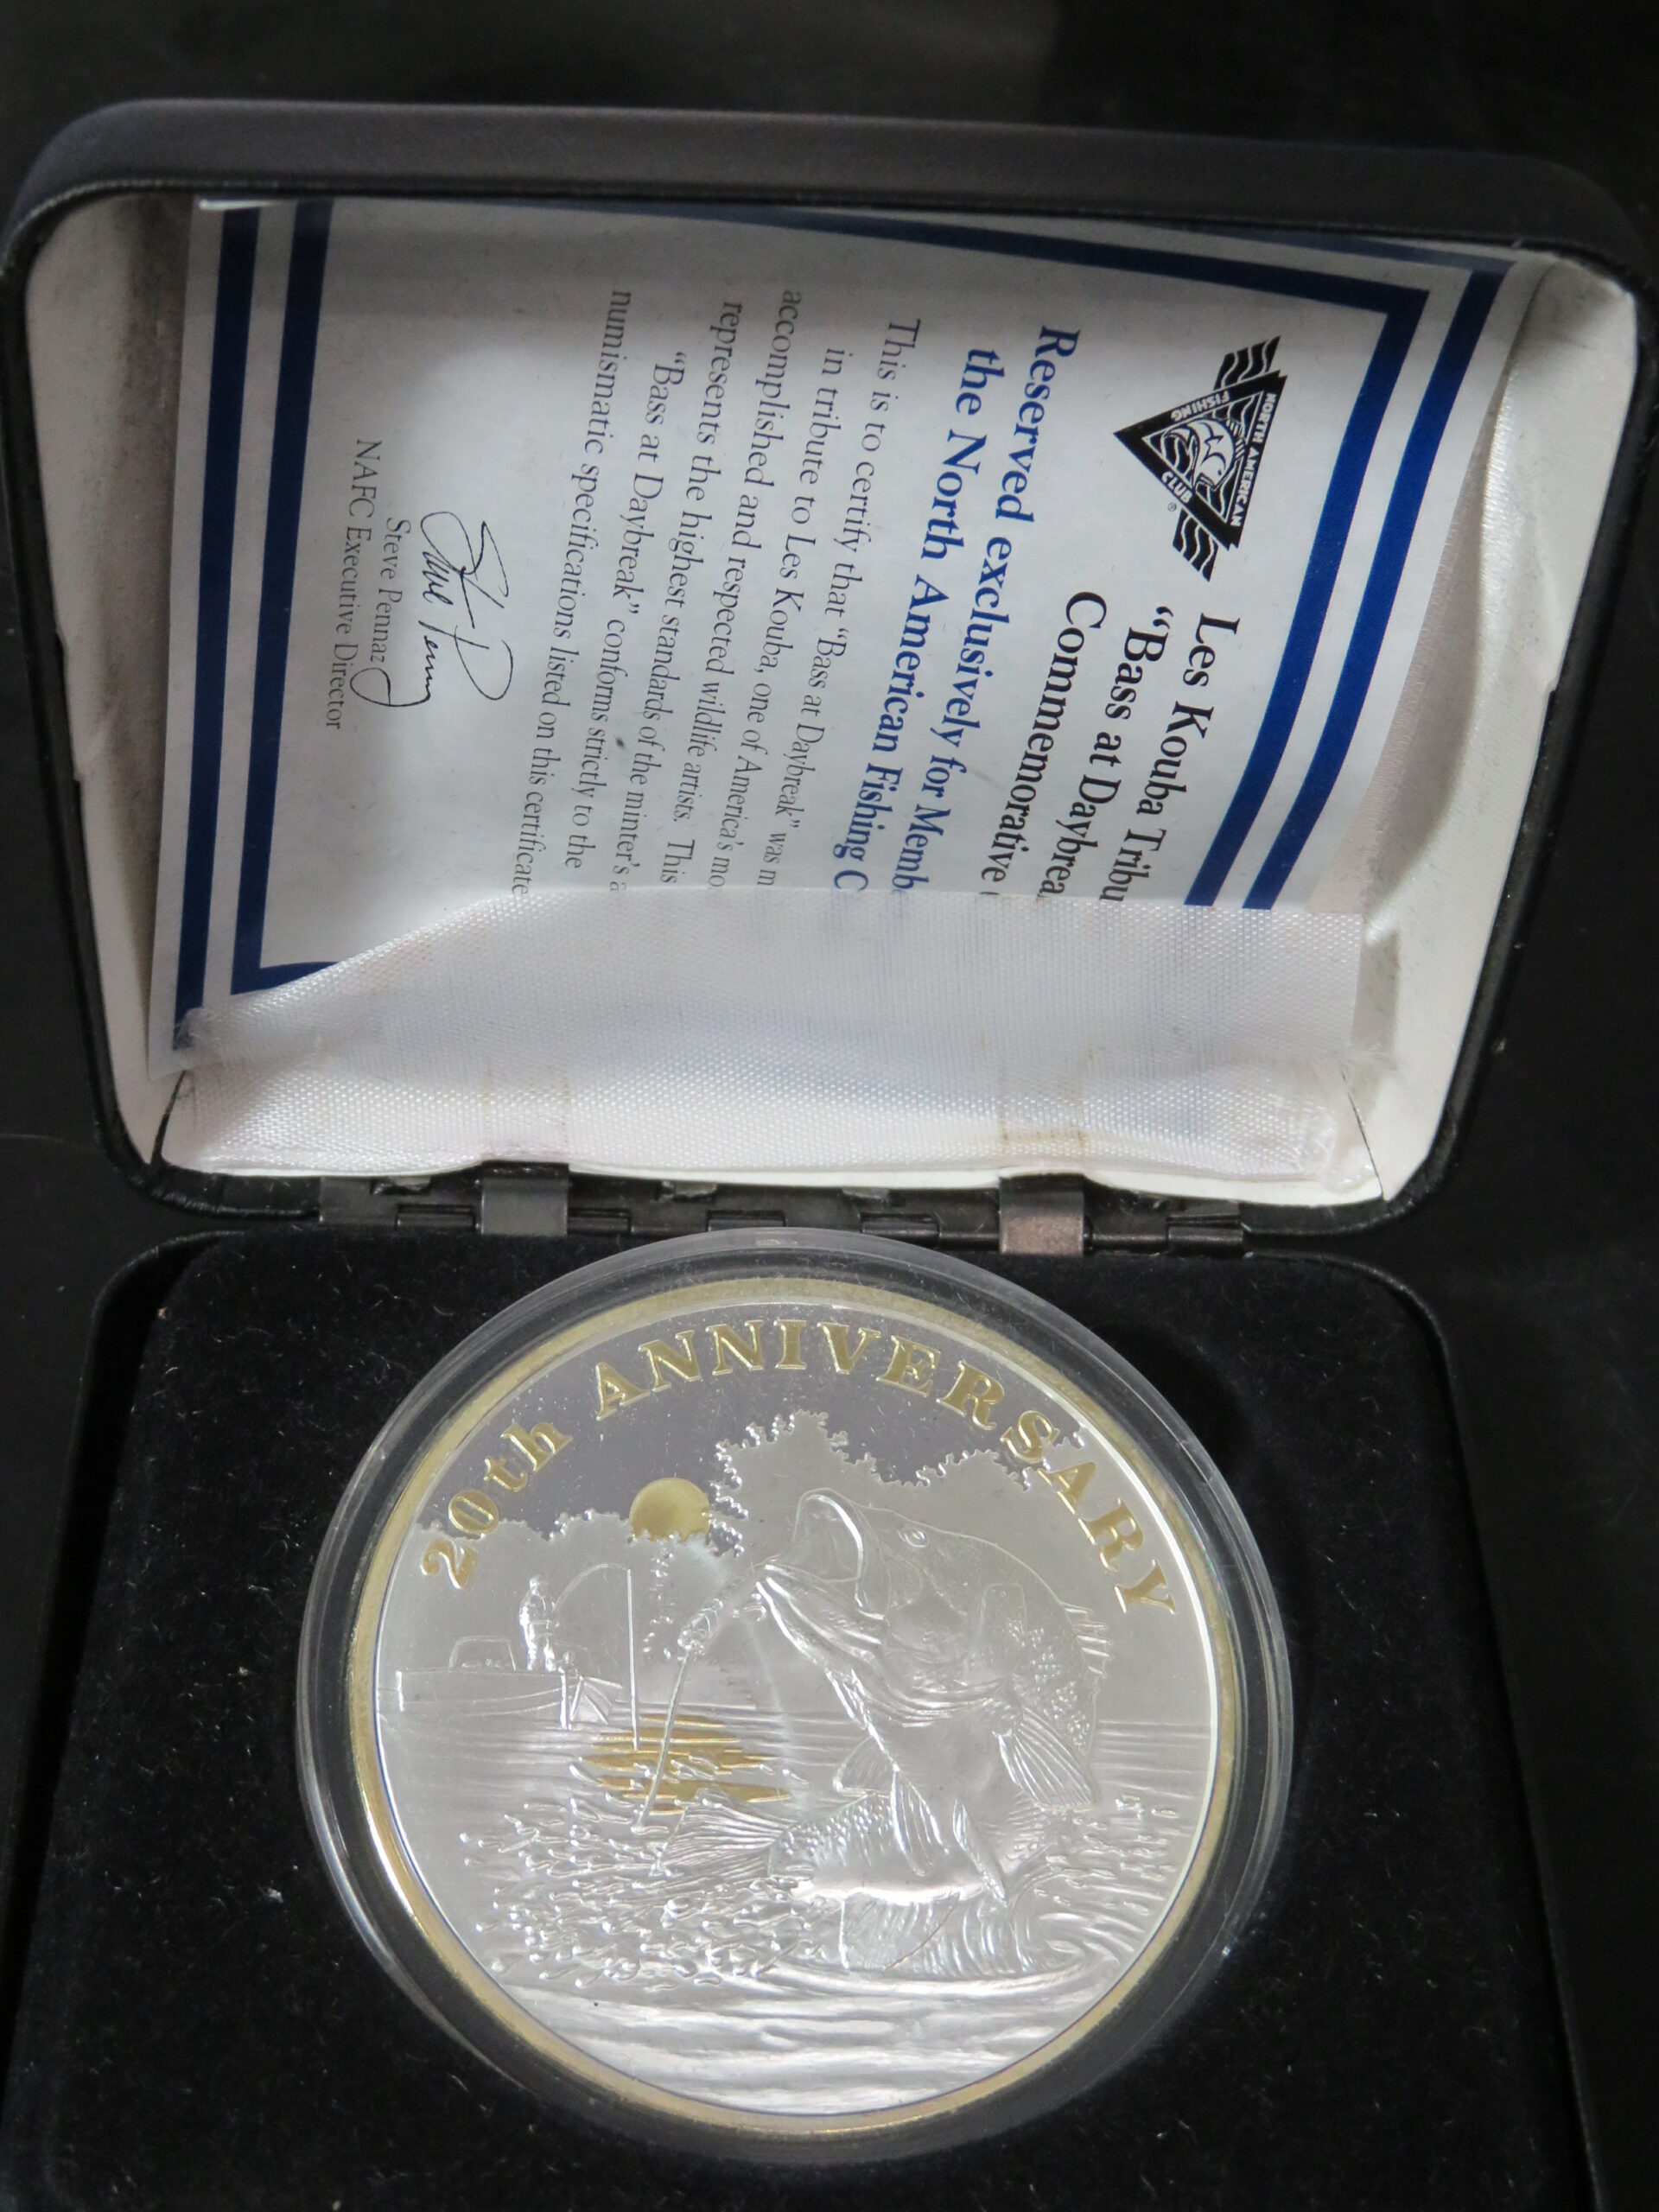 NORTH AMERICAN
FISHING
CLUB
®
Les Kouba Tribu
"Bass at Daybrea
Commemorative
Reserved exclusively for Memb
the North American Fishing C
This is to certify that "Bass at Daybreak" was m
in tribute to Les Kouba, one of America's mo
accomplished and respected wildlife artists. This
represents the highest standards of the minter's a
"Bass at Daybreak" conforms strictly to the
numismatic specifications listed on this certificate
Steve Pennaz
NAFC Executive Director
20th ANNIVERSARY